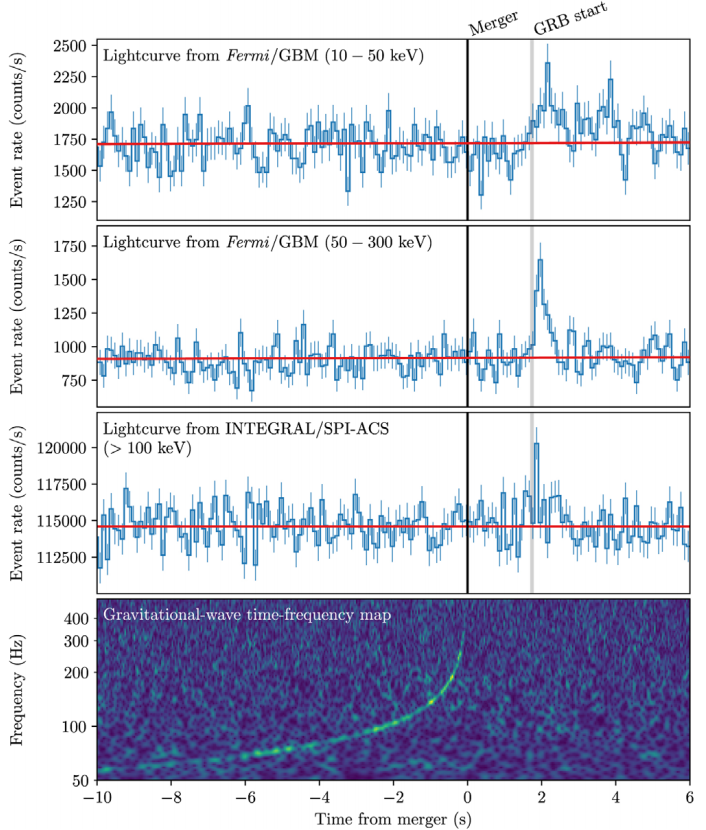 Merger
GRB start
Lightcurve from Fermi/GBM (10 − 50 keV)
Event rate (counts/s)
2500
2250
2000
1750
1500
1250
Lightcurve from Fermi/GBM (50 − 300 keV)
Event rate (counts/s)
1750
1500
1250
1000
750
Lightcurve from INTEGRAL/SPI-ACS
(> 100 keV)
Event rate (counts/s)
120000
117500
115000
112500
Gravitational-wave time-frequency map
Frequency (Hz)
400
300
200
100
50
−10 −8 −6 −4 −2 0 2 4 6
Time from merger (s)